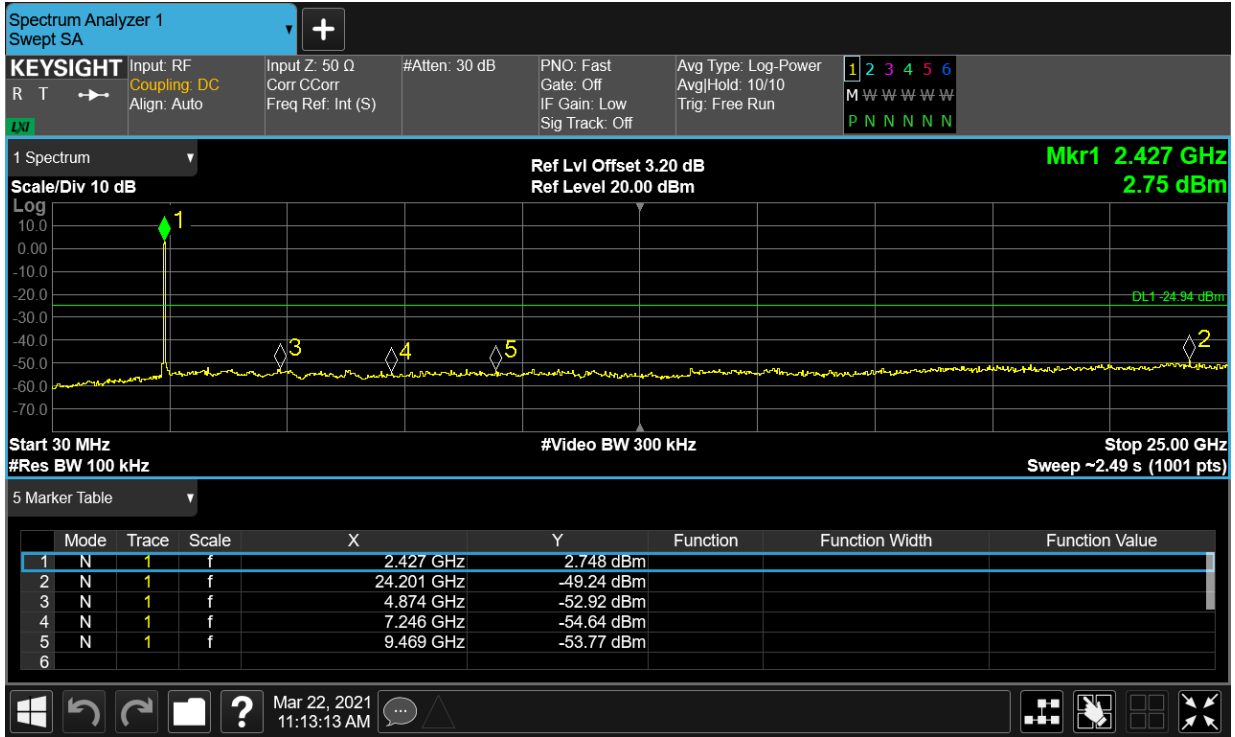 Spectrum Analyzer 1
Swept SA
+
KEYSIGHT
R T
LXI
Input: RF
Coupling: DC
Align: Auto
Input Z: 50 Ω
Corr CCorr
Freq Ref: Int (S)
#Atten: 30 dB
PNO: Fast
Gate: Off
IF Gain: Low
Sig Track: Off
Avg Type: Log-Power
Avg|Hold: 10/10
Trig: Free Run
1 2 3 4 5 6
M W W W W W
P N N N N N
1 Spectrum
Scale/Div 10 dB
Ref Lvl Offset 3.20 dB
Ref Level 20.00 dBm
Mkr1 2.427 GHz
2.75 dBm
Log
10.0
0.00
-10.0
-20.0
-30.0
-40.0
-50.0
-60.0
-70.0
1
DL1 -24.94 dBm
3
4
5
2
Start 30 MHz
#Video BW 300 kHz
Stop 25.00 GHz
#Res BW 100 kHz
Sweep ~2.49 s (1001 pts)
5 Marker Table
Mode Trace Scale X Y Function Function Width Function Value
1 N 1 f 2.427 GHz 2.748 dBm
2 N 1 f 24.201 GHz -49.24 dBm
3 N 1 f 4.874 GHz -52.92 dBm
4 N 1 f 7.246 GHz -54.64 dBm
5 N 1 f 9.469 GHz -53.77 dBm
6
?
Mar 22, 2021
11:13:13 AM